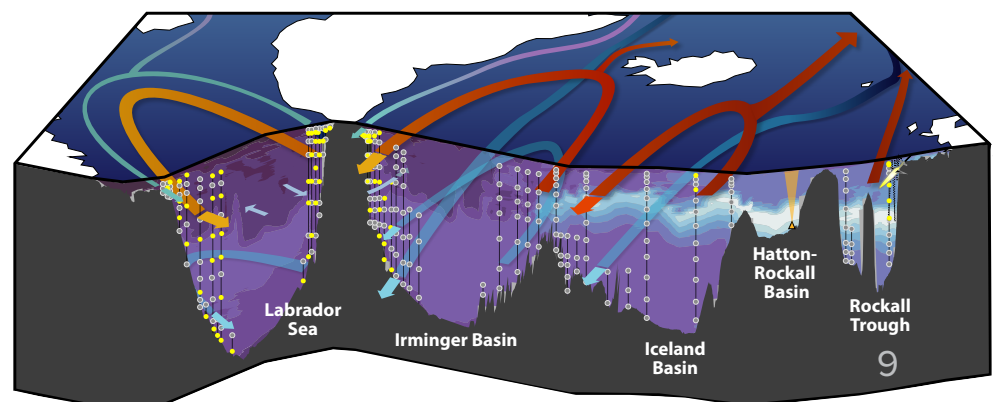 Labrador
Sea
Irminger Basin
Iceland
Basin
Hatton-
Rockall
Basin
Rockall
Trough
9